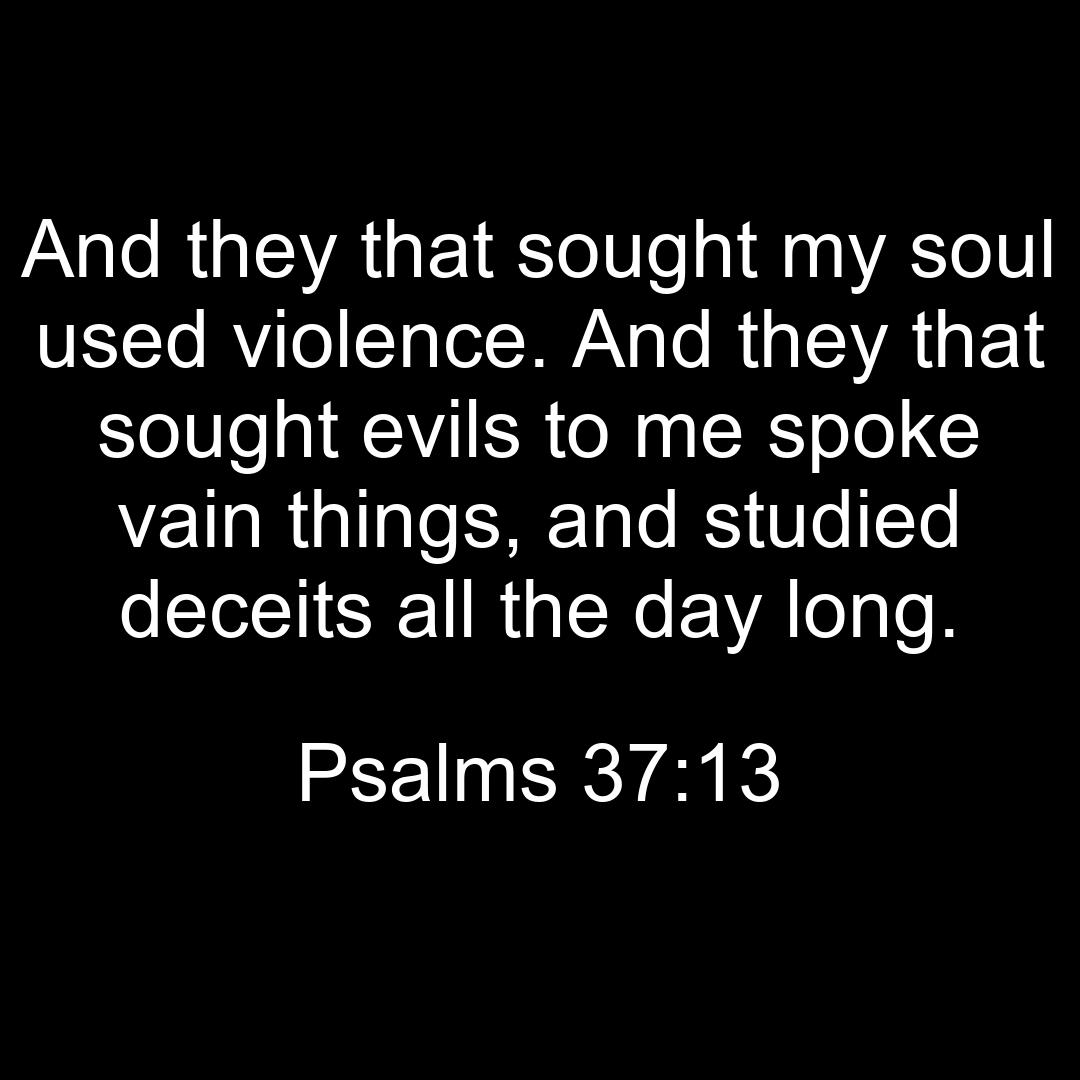 And they that sought my soul
used violence. And they that
sought evils to me spoke
vain things, and studied
deceits all the day long.
Psalms 37:13